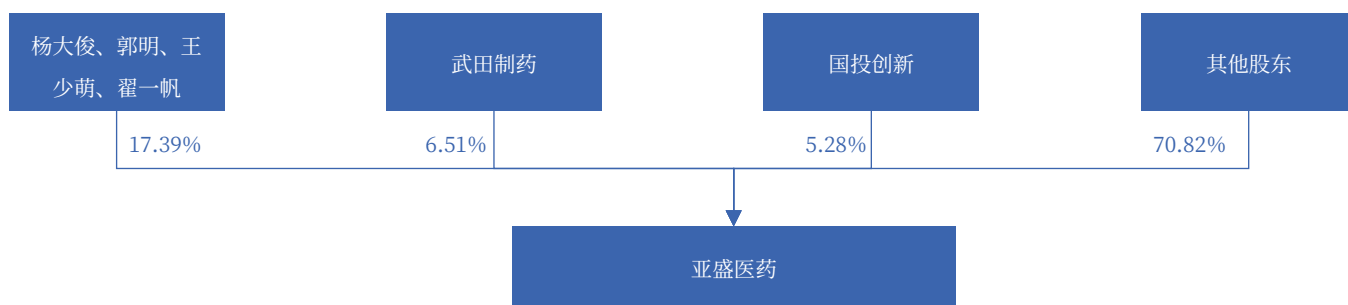 杨大俊、郭明、王
少萌、翟一帆
武田制药
国投创新
其他股东
17.39%
6.51%
5.28%
70.82%
亚盛医药